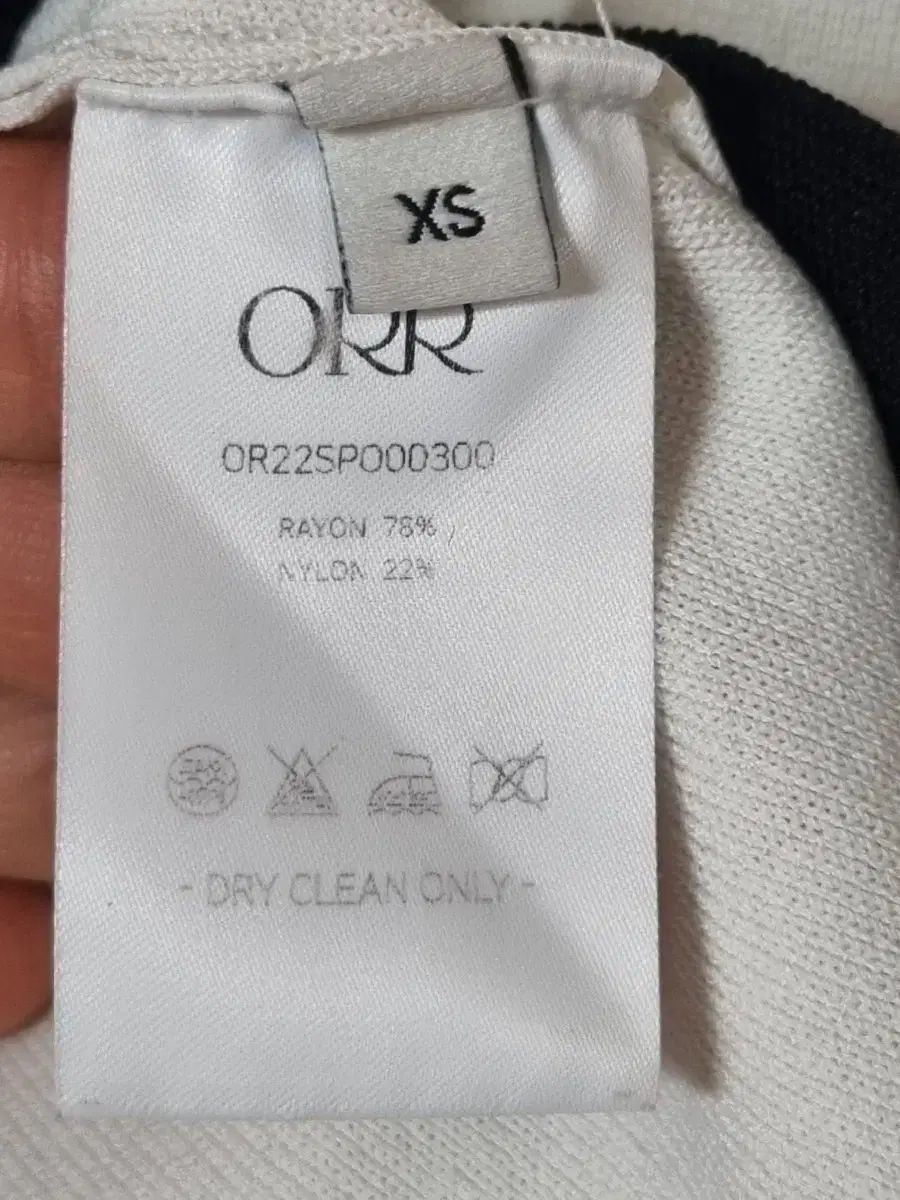 XS
ORR
OR22SP000300
RAYON 78%
NYLON 22%
- DRY CLEAN ONLY -